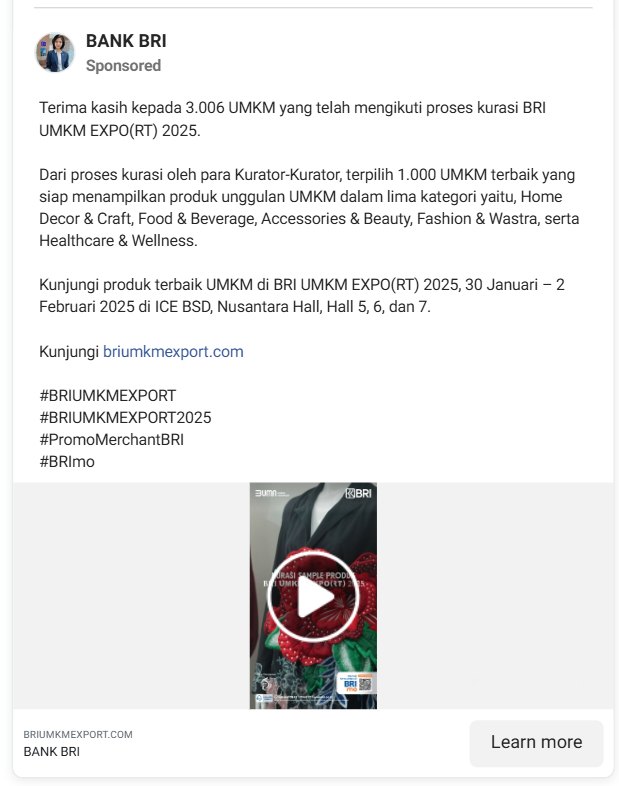 BANK BRI
Sponsored
Terima kasih kepada 3.006 UMKM yang telah mengikuti proses kurasi BRI
UMKM EXPO(RT) 2025.
Dari proses kurasi oleh para Kurator-Kurator, terpilih 1.000 UMKM terbaik yang
siap menampilkan produk unggulan UMKM dalam lima kategori yaitu, Home
Decor & Craft, Food & Beverage, Accessories & Beauty, Fashion & Wastra, serta
Healthcare & Wellness.
Kunjungi produk terbaik UMKM di BRI UMKM EXPO(RT) 2025, 30 Januari – 2
Februari 2025 di ICE BSD, Nusantara Hall, Hall 5, 6, dan 7.
Kunjungi briumkmexport.com
#BRIUMKMEXPORT
#BRIUMKMEXPORT2025
#PromoMerchantBRI
#BRImo
BUMN
BRI
KURASI SAMPLE PRODUK
BRI UMKM EXPO(RT) 2025
BRI
mo
BRIUMKMEXPORT.COM
BANK BRI
Learn more